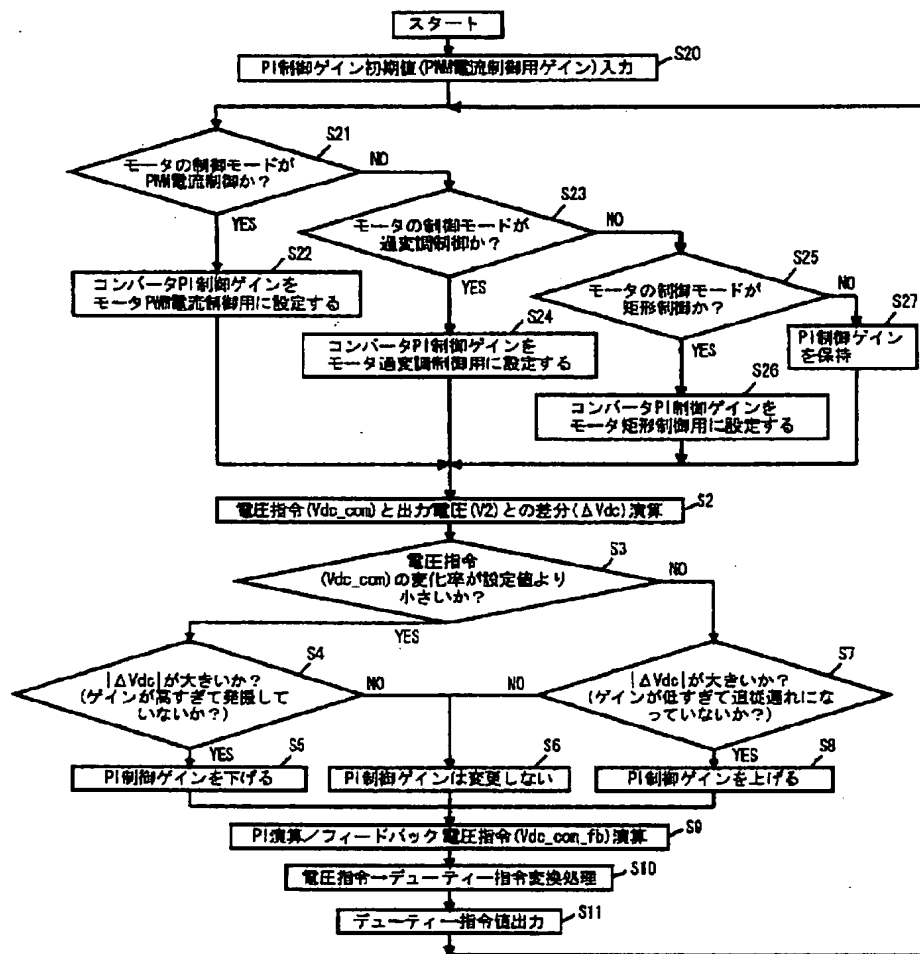 スタート
PI制御ゲイン初期値(PWM電流制御用ゲイン)入力
S20
S21
モータの制御モードが
PWM電流制御か?
NO
YES
S22
コンバータPI制御ゲインを
モータPWM電流制御用に設定する
S23
モータの制御モードが
過変調制御か?
NO
YES
S24
コンバータPI制御ゲインを
モータ過変調制御用に設定する
S25
モータの制御モードが
矩形制御か?
NO
YES
S26
コンバータPI制御ゲインを
モータ矩形制御用に設定する
S27
PI制御ゲイン
を保持
電圧指令(Vdc_com)と出力電圧(V2)との差分(ΔVdc)演算
S2
S3
電圧指令
(Vdc_com)の変化率が設定値より
小さいか?
NO
YES
S4
|ΔVdc|が大きいか?
(ゲインが高すぎて発振して
いないか?)
NO
YES
S7
|ΔVdc|が大きいか?
(ゲインが低すぎて追従遅れにな
っていないか?)
NO
YES
S5
PI制御ゲインを下げる
S6
PI制御ゲインは変更しない
S8
PI制御ゲインを上げる
PI演算/フィードバック電圧指令(Vdc_com_fb)演算
S9
電圧指令→デューティー指令変換処理
S10
デューティー指令値出力
S11